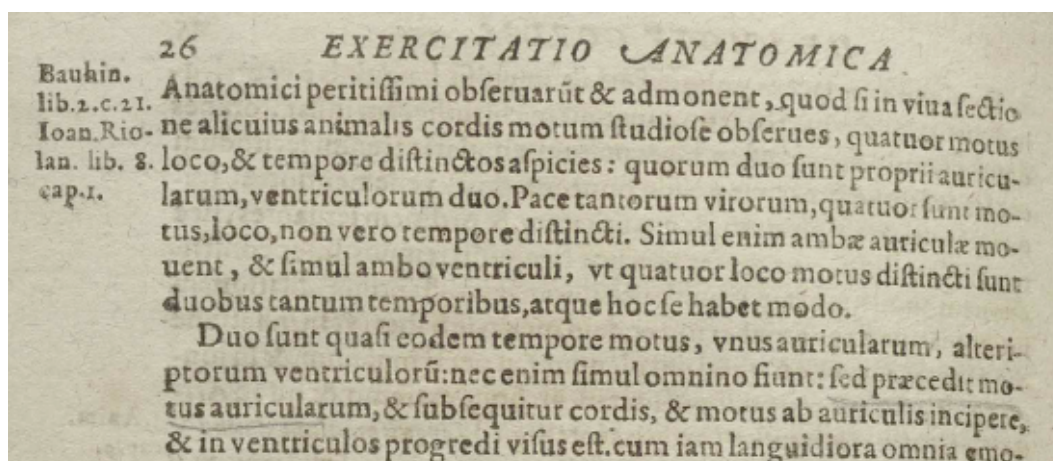 26 EXERCITATIO ANATOMICA
Bauhin.
lib.2.c.21.
Ioan.Rio-
lan. lib. 8.
cap.1.
Anatomici peritiſſimi obſeruarūt & admonent, quod ſi in viua ſectio
ne alicuius animalis cordis motum ſtudioſe obſerues, quatuor motus
loco,& tempore diſtinctos aſpicies: quorum duo ſunt proprii auricu-
larum, ventriculorum duo. Pace tantorum virorum, quatuor ſunt mo-
tus, loco, non vero tempore diſtincti. Simul enim ambæ auriculæ mo-
uent, & ſimul ambo ventriculi, vt quatuor loco motus diſtincti ſunt
duobus tantum temporibus, atque hoc ſe habet modo.
Duo ſunt quaſi eodem tempore motus, vnus auricularum, alter i-
pſorum ventriculorū: nec enim ſimul omnino fiunt: ſed præcedit mo-
tus auricularum, & ſubſequitur cordis, & motus ab auriculis incipere,
& in ventriculos progredi viſus eſt. cum iam languidiora omnia emo-